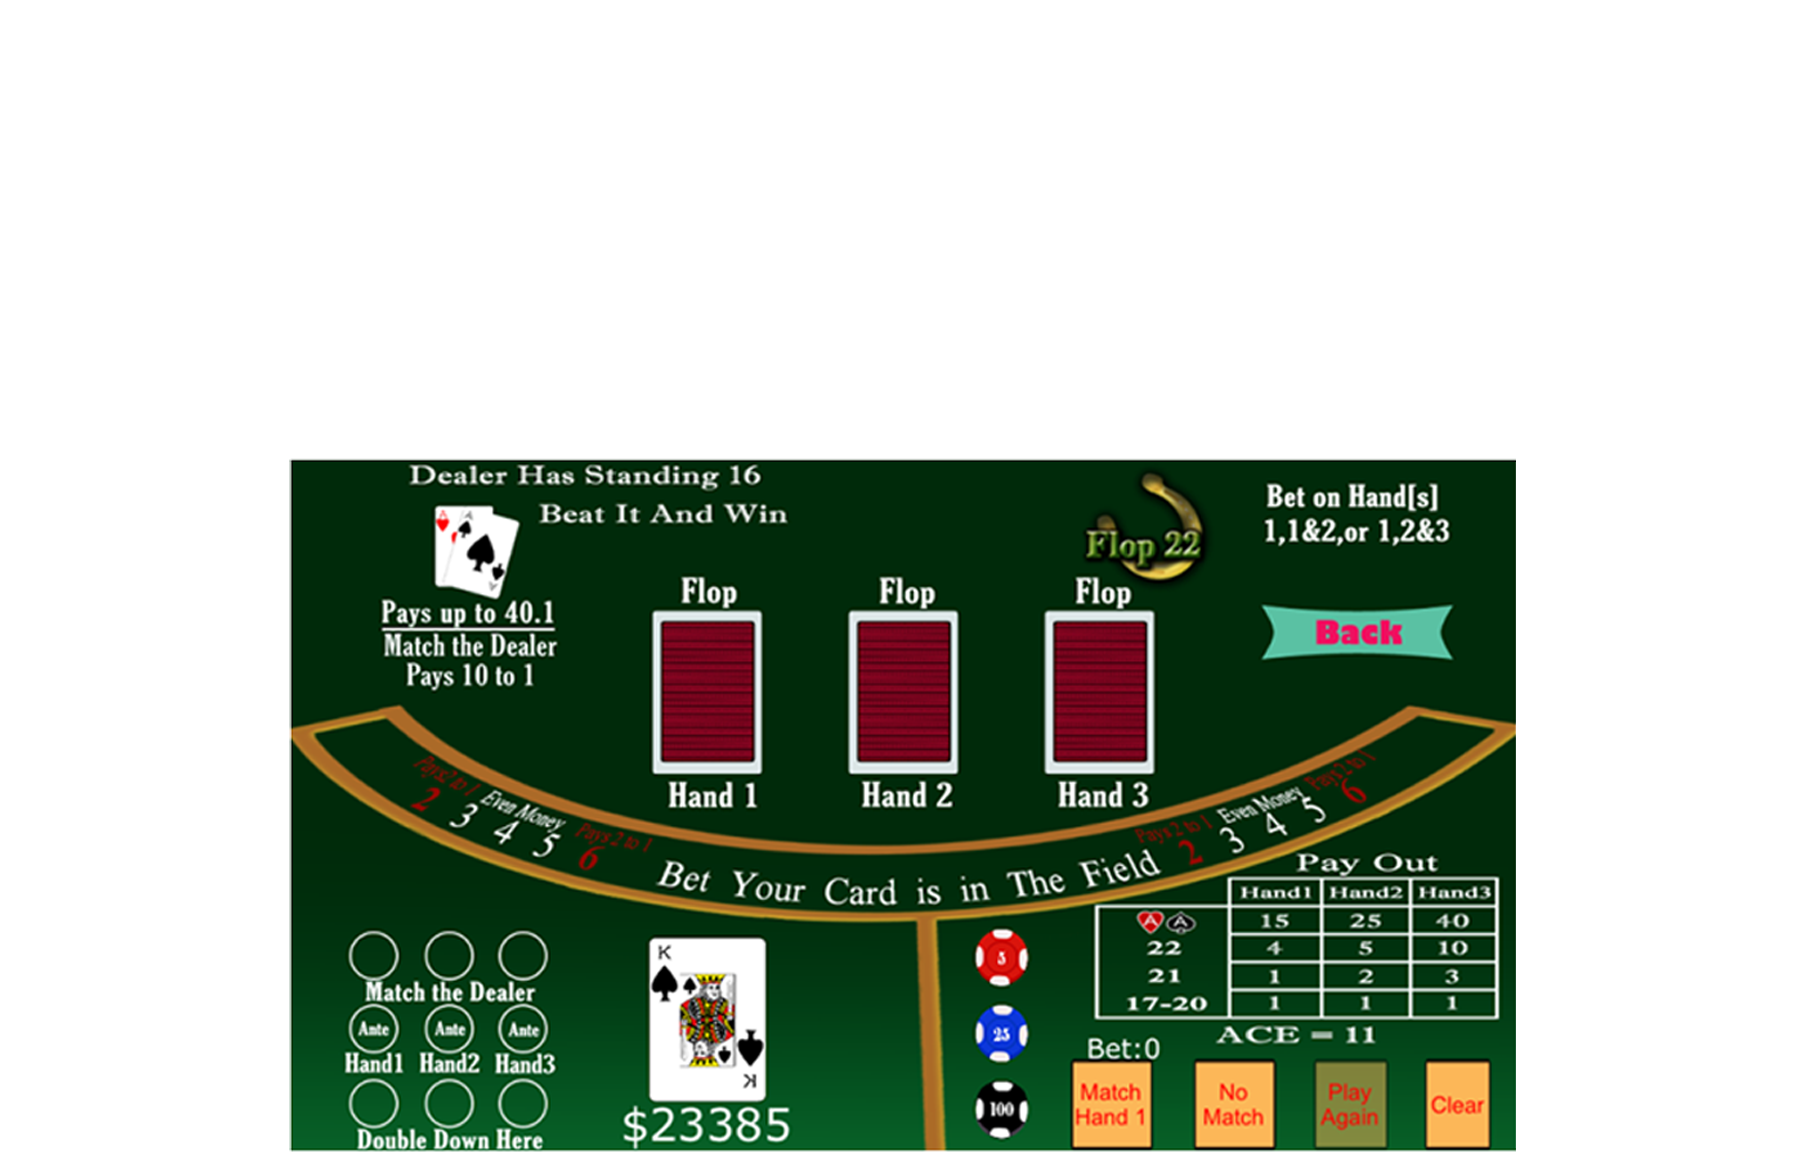 Dealer Has Standing 16
Beat It And Win
Pays up to 40.1
Match the Dealer
Pays 10 to 1
Flop
Flop
Flop
Flop 22
Bet on Hand[s]
1,1&2,or 1,2&3
Back
Hand 1
Hand 2
Hand 3
Pays 2 to 1
2
Even Money
3 4 5
Pays 2 to 1
6
Bet Your Card is in The Field
Pays 2 to 1
2
Even Money
3 4 5
Pays 2 to 1
6
Pay Out
Hand1 Hand2 Hand3
A A 15 25 40
22 4 5 10
21 1 2 3
17-20 1 1 1
ACE = 11
Match the Dealer
Ante Ante Ante
Hand1 Hand2 Hand3
Double Down Here
K
K
$23385
5
25
100
Bet:0
Match
Hand 1
No
Match
Play
Again
Clear